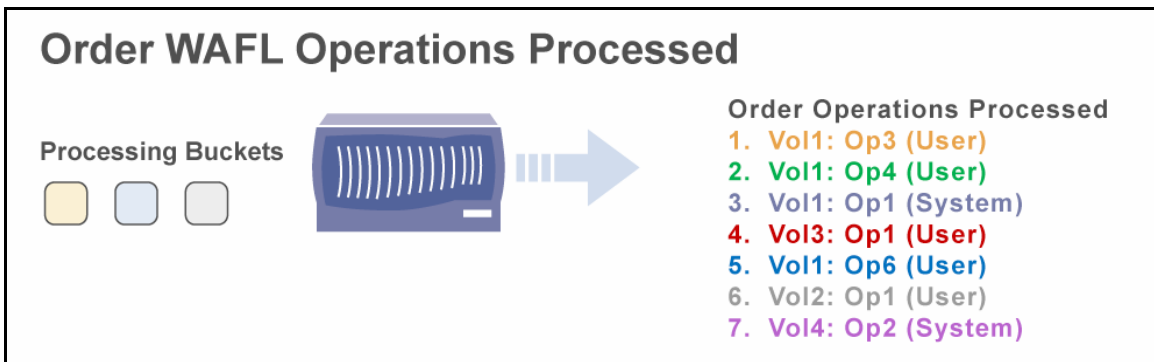 Order WAFL Operations Processed
Processing Buckets
Order Operations Processed
1. Vol1: Op3 (User)
2. Vol1: Op4 (User)
3. Vol1: Op1 (System)
4. Vol3: Op1 (User)
5. Vol1: Op6 (User)
6. Vol2: Op1 (User)
7. Vol4: Op2 (System)